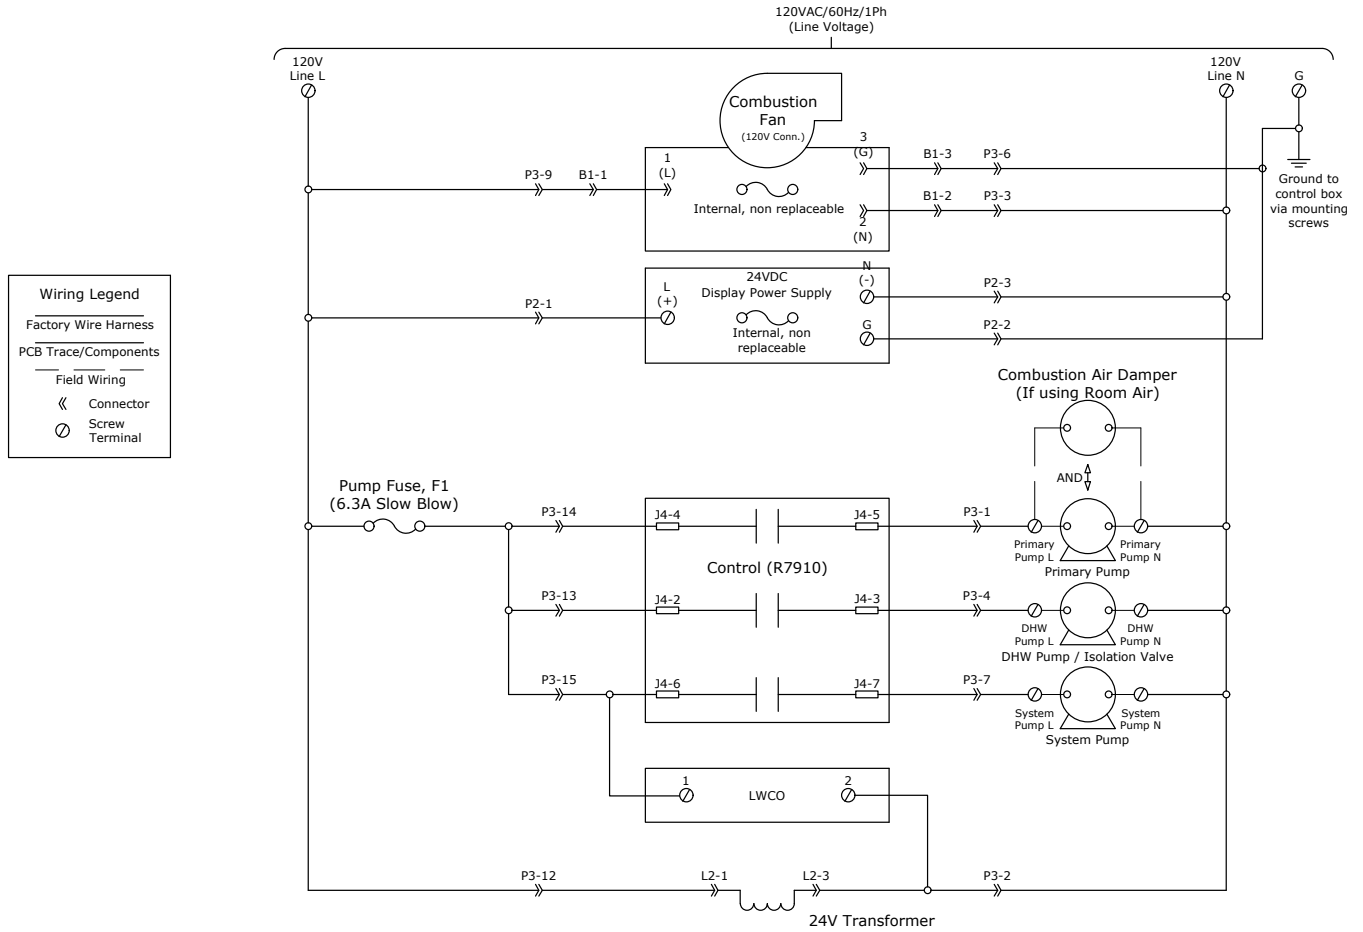 120VAC/60Hz/1Ph
(Line Voltage)
120V
Line L
120V
Line N
G
Combustion
Fan
(120V Conn.)
1
(L)
3
(G)
P3-9
B1-1
B1-3
P3-6
Internal, non replaceable
B1-2
P3-3
2
(N)
Ground to
control box
via mounting
screws
Wiring Legend
Factory Wire Harness
PCB Trace/Components
Field Wiring
Connector
Screw
Terminal
24VDC
Display Power Supply
L
(+)
N
(-)
P2-1
P2-3
Internal, non
replaceable
G
P2-2
Combustion Air Damper
(If using Room Air)
AND
Pump Fuse, F1
(6.3A Slow Blow)
P3-14
J4-4
J4-5
P3-1
Primary
Pump L
Primary
Pump N
Primary Pump
Control (R7910)
P3-13
J4-2
J4-3
P3-4
DHW
Pump L
DHW
Pump N
DHW Pump / Isolation Valve
P3-15
J4-6
J4-7
P3-7
System
Pump L
System
Pump N
System Pump
1
LWCO
2
P3-12
L2-1
L2-3
P3-2
24V Transformer